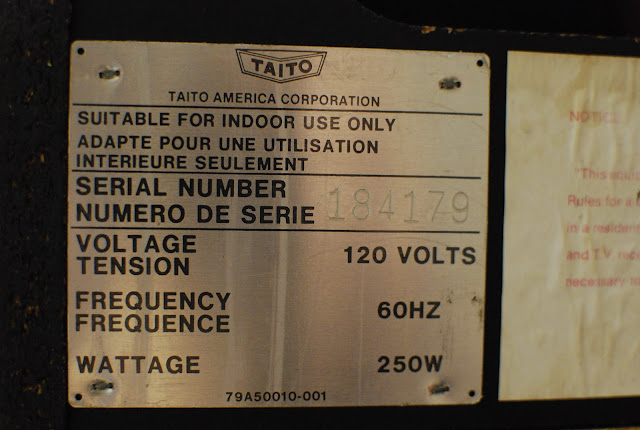 TAITO
TAITO AMERICA CORPORATION
SUITABLE FOR INDOOR USE ONLY
ADAPTE POUR UNE UTILISATION
INTERIEURE SEULEMENT
SERIAL NUMBER
NUMERO DE SERIE 184179
VOLTAGE
TENSION 120 VOLTS
FREQUENCY
FREQUENCE 60HZ
WATTAGE 250W
79A50010-001
NOTICE
"This
Rules for a
in a
and T.V.
necessary